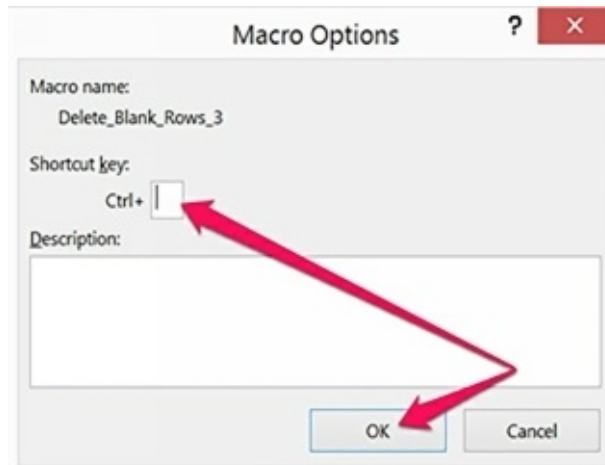 Macro Options ?
Macro name:
Delete_Blank_Rows_3
Shortcut key:
Ctrl+
Description:
OK Cancel